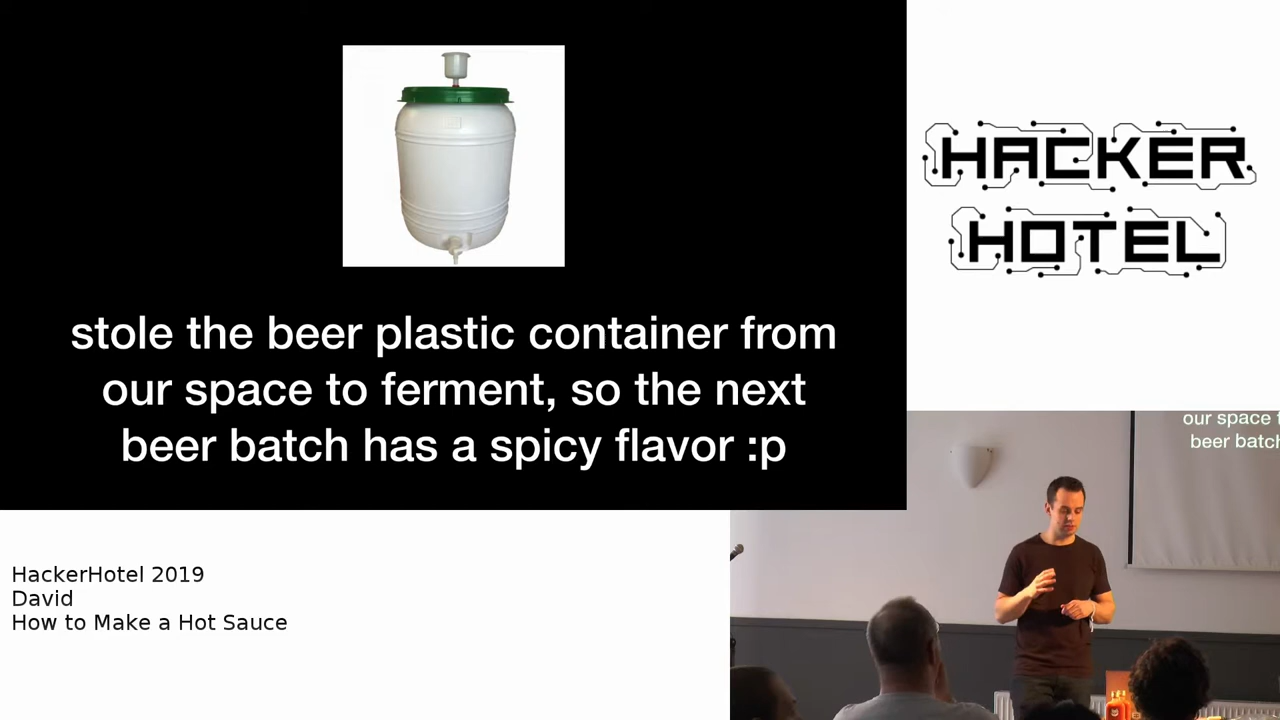 stole the beer plastic container from
our space to ferment, so the next
beer batch has a spicy flavor :p
HACKER
HOTEL
our space t
beer batch
HackerHotel 2019
David
How to Make a Hot Sauce